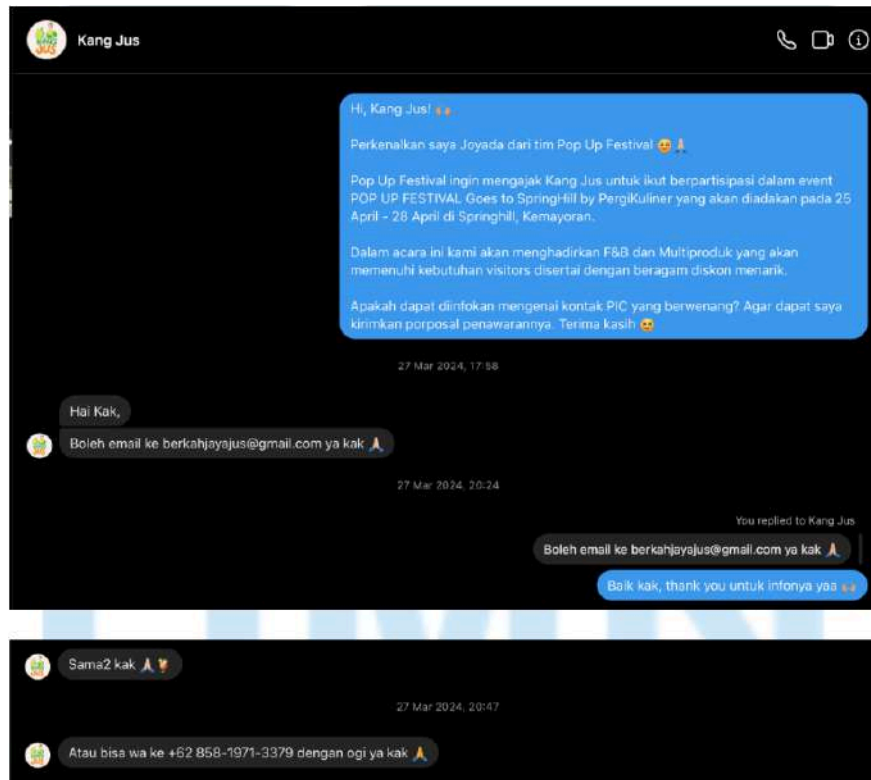 Kang Jus
Hi, Kang Jus! 🙌🏼
Perkenalkan saya Joyada dari tim Pop Up Festival 😊🙏🏼
Pop Up Festival ingin mengajak Kang Jus untuk ikut berpartisipasi dalam event
POP UP FESTIVAL Goes to SpringHill by PergiKuliner yang akan diadakan pada 25
April - 28 April di Springhill, Kemayoran.
Dalam acara ini kami akan menghadirkan F&B dan Multiproduk yang akan
memenuhi kebutuhan visitors disertai dengan beragam diskon menarik.
Apakah dapat diinfokan mengenai kontak PIC yang berwenang? Agar dapat saya
kirimkan porposal penawarannya. Terima kasih 😊
27 Mar 2024, 17:58
Hai Kak,
Boleh email ke berkahjayajus@gmail.com ya kak 🙏🏼
27 Mar 2024, 20:24
You replied to Kang Jus
Boleh email ke berkahjayajus@gmail.com ya kak 🙏🏼
Baik kak, thank you untuk infonya yaa 🙌🏼
Sama2 kak 🙏🏼🍹
27 Mar 2024, 20:47
Atau bisa wa ke +62 858-1971-3379 dengan ogi ya kak 🙏